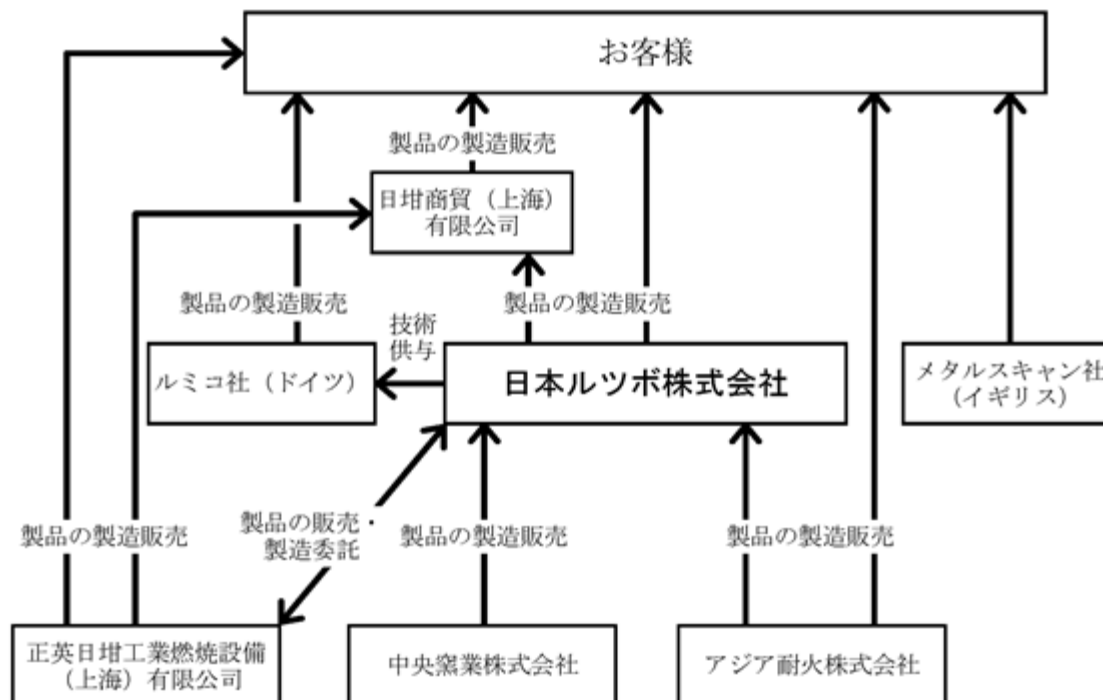 お客様
製品の製造販売
日坩商貿（上海）
有限公司
製品の製造販売
製品の製造販売
技術
供与
ルミコ社（ドイツ）
日本ルツボ株式会社
メタルスキャン社
（イギリス）
製品の製造販売
製品の販売・
製造委託
製品の製造販売
製品の製造販売
正英日坩工業燃焼設備
（上海）有限公司
中央窯業株式会社
アジア耐火株式会社